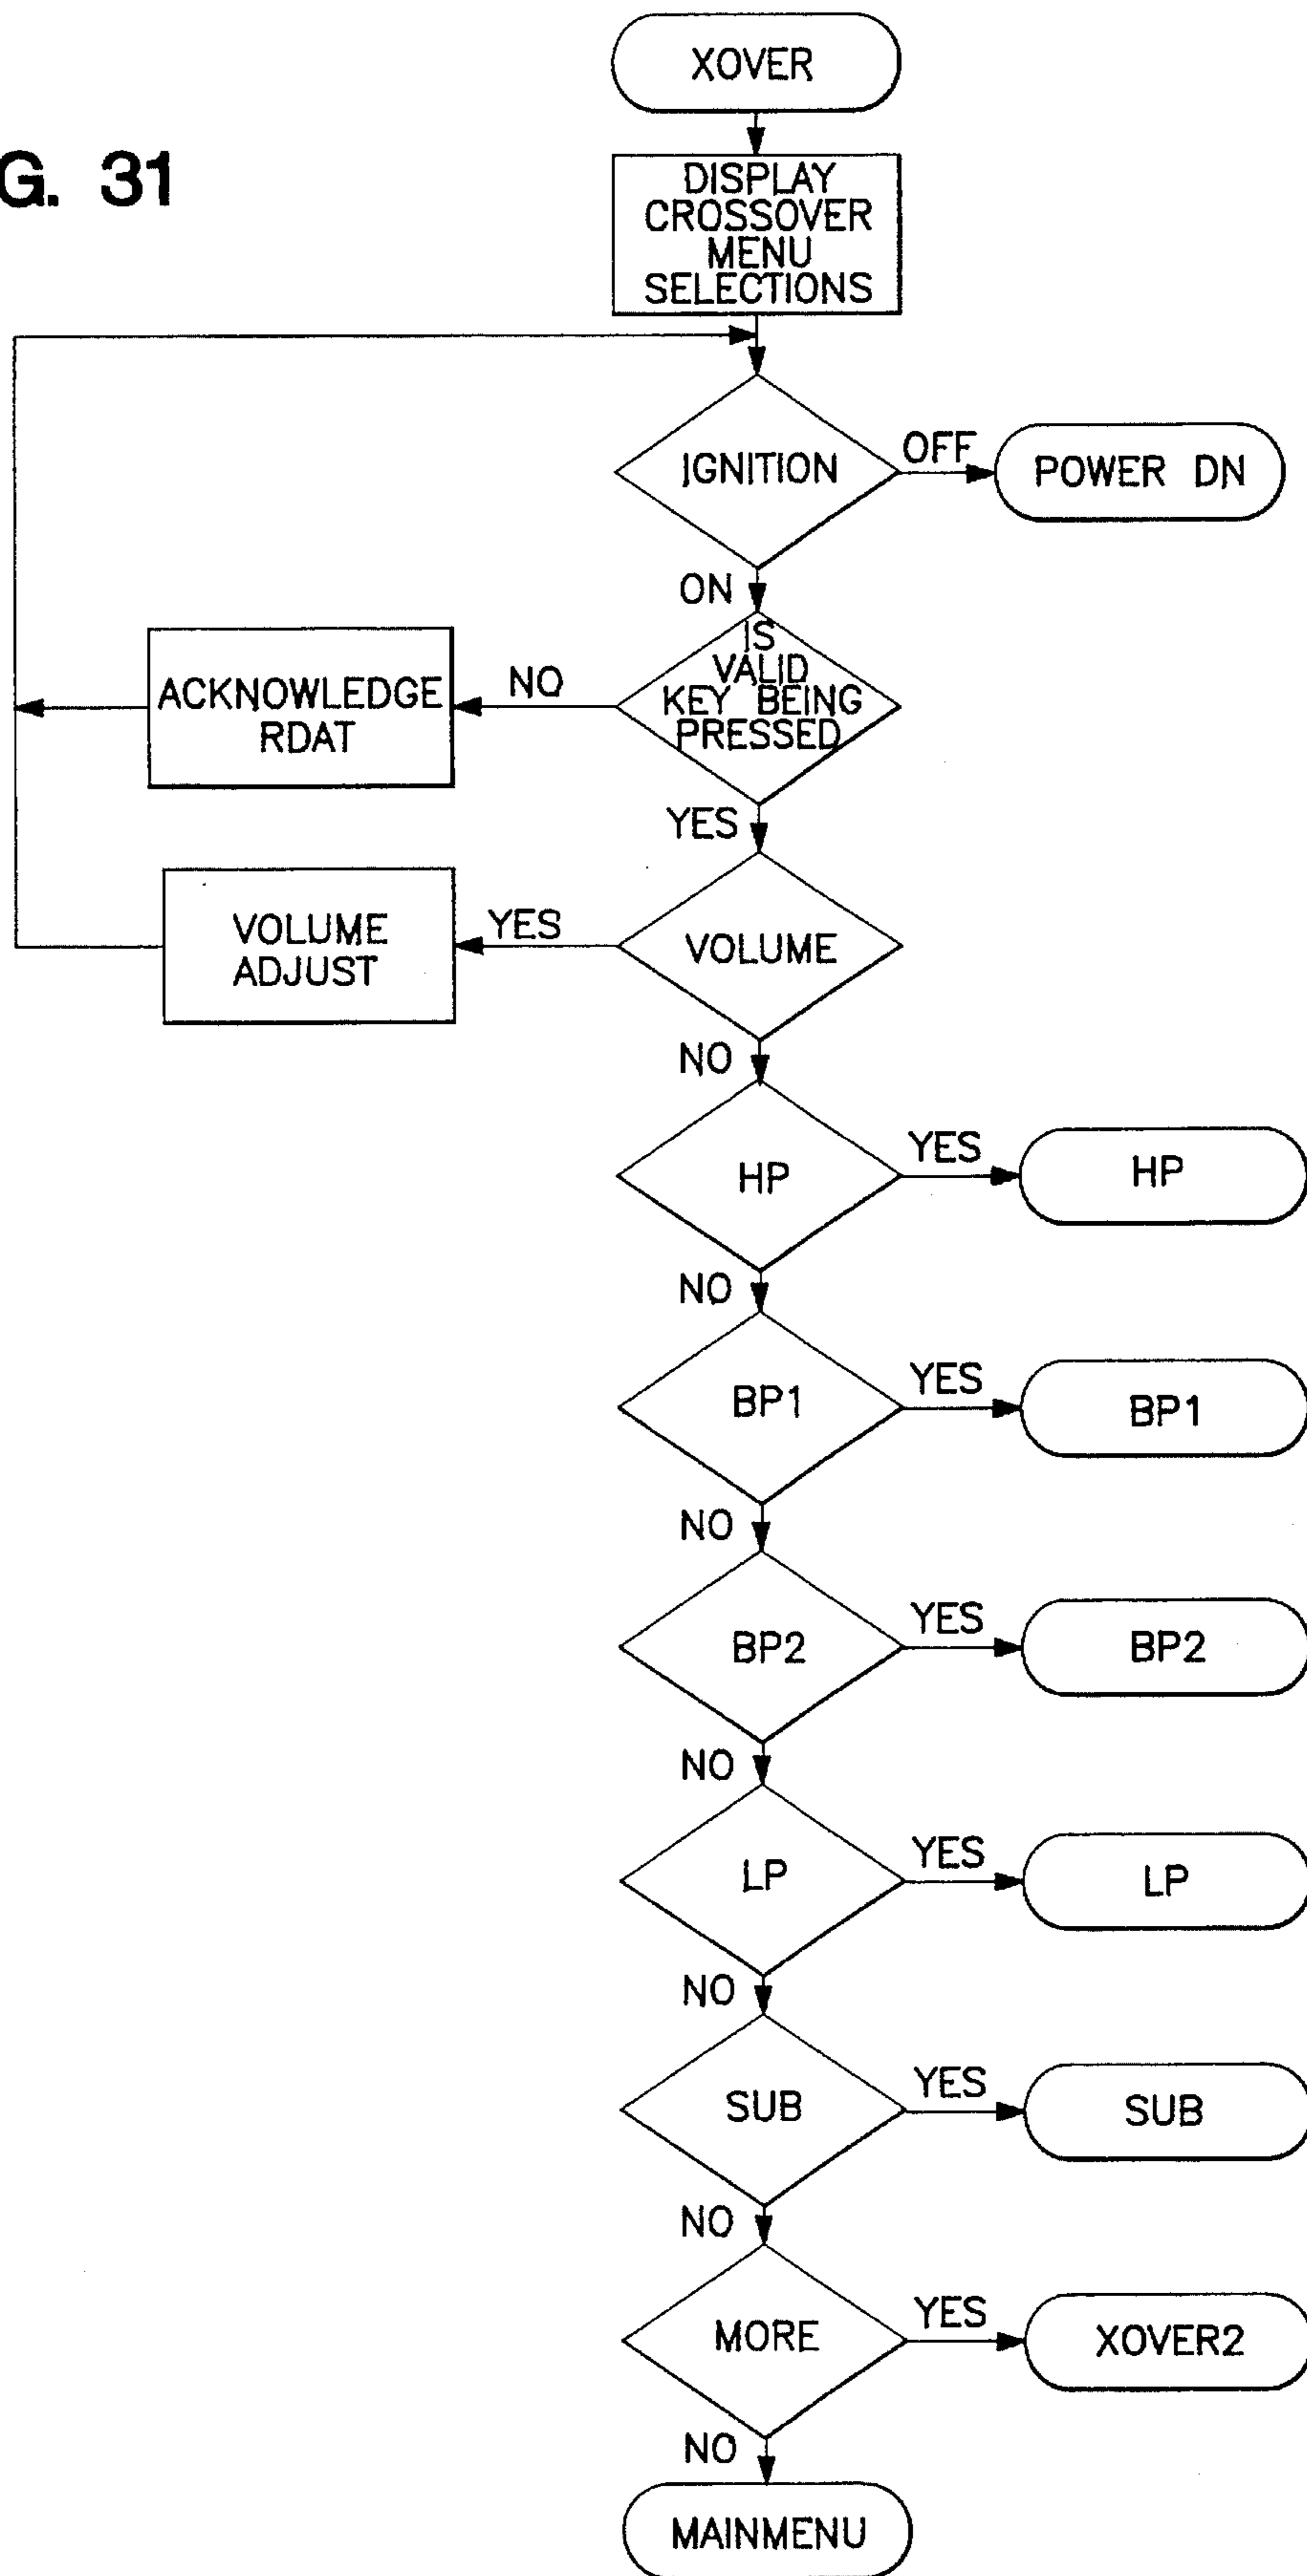 XOVER
G. 31
DISPLAY
CROSSOVER
MENU
SELECTIONS
IGNITION
OFF
POWER DN
ON
IS
VALID
KEY BEING
PRESSED
NO
ACKNOWLEDGE
RDAT
YES
VOLUME
YES
VOLUME
ADJUST
NO
HP
YES
HP
NO
BP1
YES
BP1
NO
BP2
YES
BP2
NO
LP
YES
LP
NO
SUB
YES
SUB
NO
MORE
YES
XOVER2
NO
MAINMENU